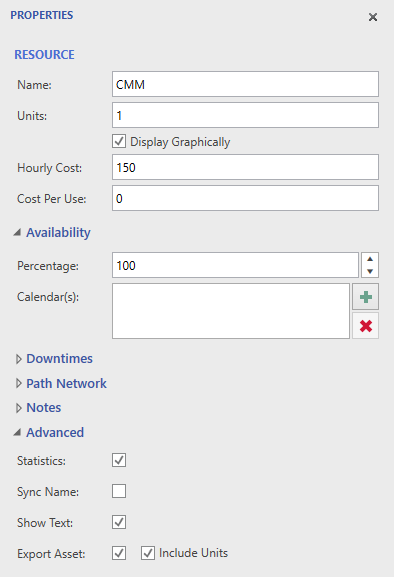 PROPERTIES
RESOURCE
Name: CMM
Units: 1
Display Graphically
Hourly Cost: 150
Cost Per Use: 0
Availability
Percentage: 100
Calendar(s):
Downtimes
Path Network
Notes
Advanced
Statistics:
Sync Name:
Show Text:
Export Asset: Include Units